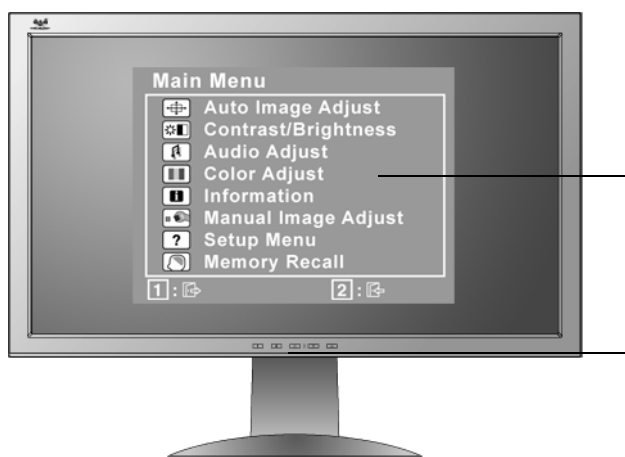 Main Menu
Auto Image Adjust
Contrast/Brightness
Audio Adjust
Color Adjust
Information
Manual Image Adjust
? Setup Menu
Memory Recall
1 : 2 :